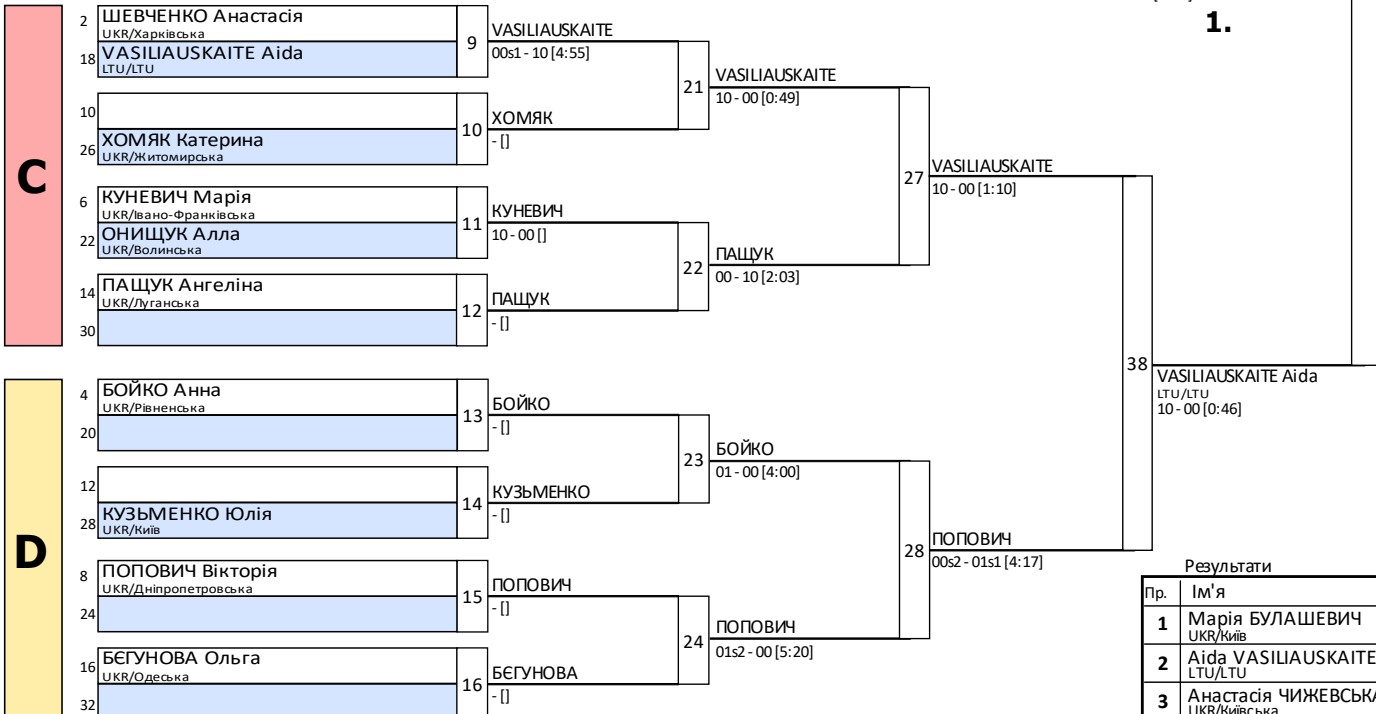 1.
C
2 ШЕВЧЕНКО Анастасія
UKR/Харківська
18 VASILIAUSKAITE Aida
LTU/LTU
9
VASILIAUSKAITE
00s1 - 10 [4:55]
10
26 ХОМЯК Катерина
UKR/Житомирська
10
ХОМЯК
- []
21
VASILIAUSKAITE
10 - 00 [0:49]
6 КУНЕВИЧ Марія
UKR/Івано-Франківська
22 ОНИЩУК Алла
UKR/Волинська
11
КУНЕВИЧ
10 - 00 []
14 ПАЩУК Ангеліна
UKR/Луганська
30
12
ПАЩУК
- []
22
ПАЩУК
00 - 10 [2:03]
27
VASILIAUSKAITE
10 - 00 [1:10]
D
4 БОЙКО Анна
UKR/Рівненська
20
13
БОЙКО
- []
12
28 КУЗЬМЕНКО Юлія
UKR/Київ
14
КУЗЬМЕНКО
- []
23
БОЙКО
01 - 00 [4:00]
8 ПОПОВИЧ Вікторія
UKR/Дніпропетровська
24
15
ПОПОВИЧ
- []
16 БЄГУНОВА Ольга
UKR/Одеська
32
16
БЄГУНОВА
- []
24
ПОПОВИЧ
01s2 - 00 [5:20]
28
ПОПОВИЧ
00s2 - 01s1 [4:17]
38
VASILIAUSKAITE Aida
LTU/LTU
10 - 00 [0:46]
Результати
Пр. Ім'я
1 Марія БУЛАШЕВИЧ
UKR/Київ
2 Aida VASILIAUSKAITE
LTU/LTU
3 Анастасія ЧИЖЕВСЬКА
UKR/Київська